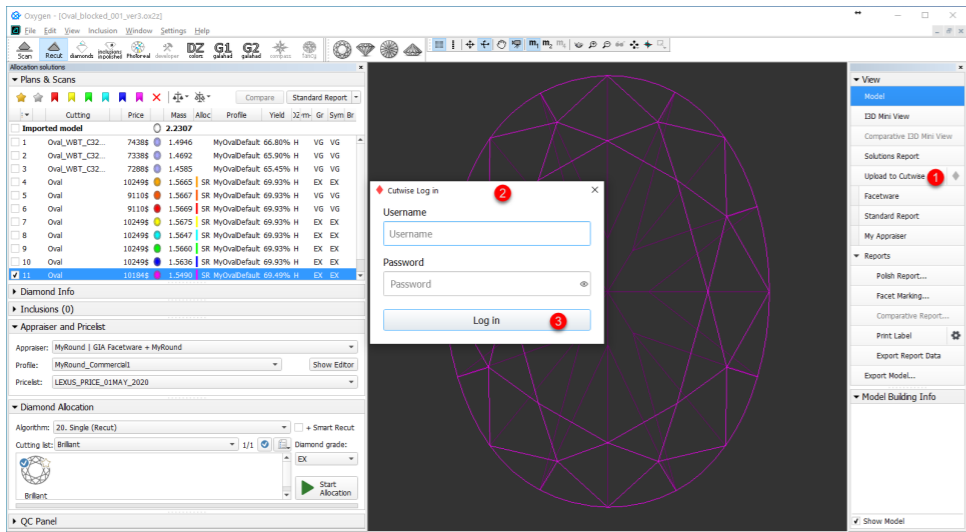 Oxygen - [Oval_blocked_001_ver3.ox2z]
File Edit View Inclusion Window Settings Help
Scan Recut diamonds inclusions inpolished Photoreal developer DZ colors G1 galahad G2 galahad compass fancy m1 m2 m3
Allocation solutions
Plans & Scans
Compare Standard Report
Cutting Price Mass Alloc Profile Yield Gr Sym Br
Imported model 2.2307
1 Oval_WBT_C32... 7438$ 1.4946 MyOvalDefault 66.80% H VG VG
2 Oval_WBT_C32... 7338$ 1.4692 MyOvalDefault 65.90% H VG VG
3 Oval_WBT_C32... 7288$ 1.4585 MyOvalDefault 65.45% H VG VG
4 Oval 10249$ 1.5665 SR MyOvalDefault 69.93% H EX EX
5 Oval 9110$ 1.5667 SR MyOvalDefault 69.93% H VG VG
6 Oval 9110$ 1.5669 SR MyOvalDefault 69.93% H VG VG
7 Oval 10249$ 1.5675 SR MyOvalDefault 69.93% H EX EX
8 Oval 10249$ 1.5647 SR MyOvalDefault 69.93% H EX EX
9 Oval 10249$ 1.5660 SR MyOvalDefault 69.93% H EX EX
10 Oval 10249$ 1.5636 SR MyOvalDefault 69.93% H EX EX
11 Oval 10184$ 1.5490 SR MyOvalDefault 69.49% H EX EX
Diamond Info
Inclusions (0)
Appraiser and Pricelist
Appraiser: MyRound | GIA Facetware + MyRound
Profile: MyRound_Commercial1 Show Editor
Pricelist: LEXUS_PRICE_01MAY_2020
Diamond Allocation
Algorithm: 20. Single (Recut) + Smart Recut
Cutting list: Brilliant 1/1 Diamond grade:
EX
Brilliant
Start
Allocation
QC Panel
Cutwise Log in 2
Username
Username
Password
Password
Log in 3
View
Model
I3D Mini View
Comparative I3D Mini View
Solutions Report
Upload to Cutwise 1
Facetware
Standard Report
My Appraiser
Reports
Polish Report...
Facet Marking...
Comparative Report...
Print Label
Export Report Data
Export Model...
Model Building Info
Show Model